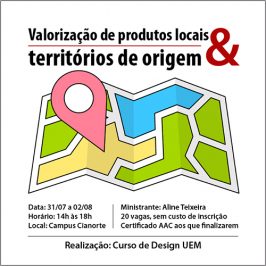 Valorização de produtos locais &
territórios de origem
Data: 31/07 a 02/08
Horário: 14h às 18h
Local: Campus Cianorte
Ministrante: Aline Teixeira
20 vagas, sem custo de inscrição
Certificado AAC aos que finalizarem
Realização: Curso de Design UEM